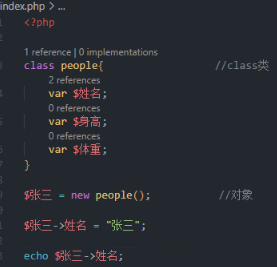 index.php > ...
<?php
1 reference | 0 implementations
class people{ //class类
2 references
var $姓名;
0 references
var $身高;
0 references
var $体重;
}
$张三 = new people(); //对象
$张三->姓名 = "张三";
echo $张三->姓名;